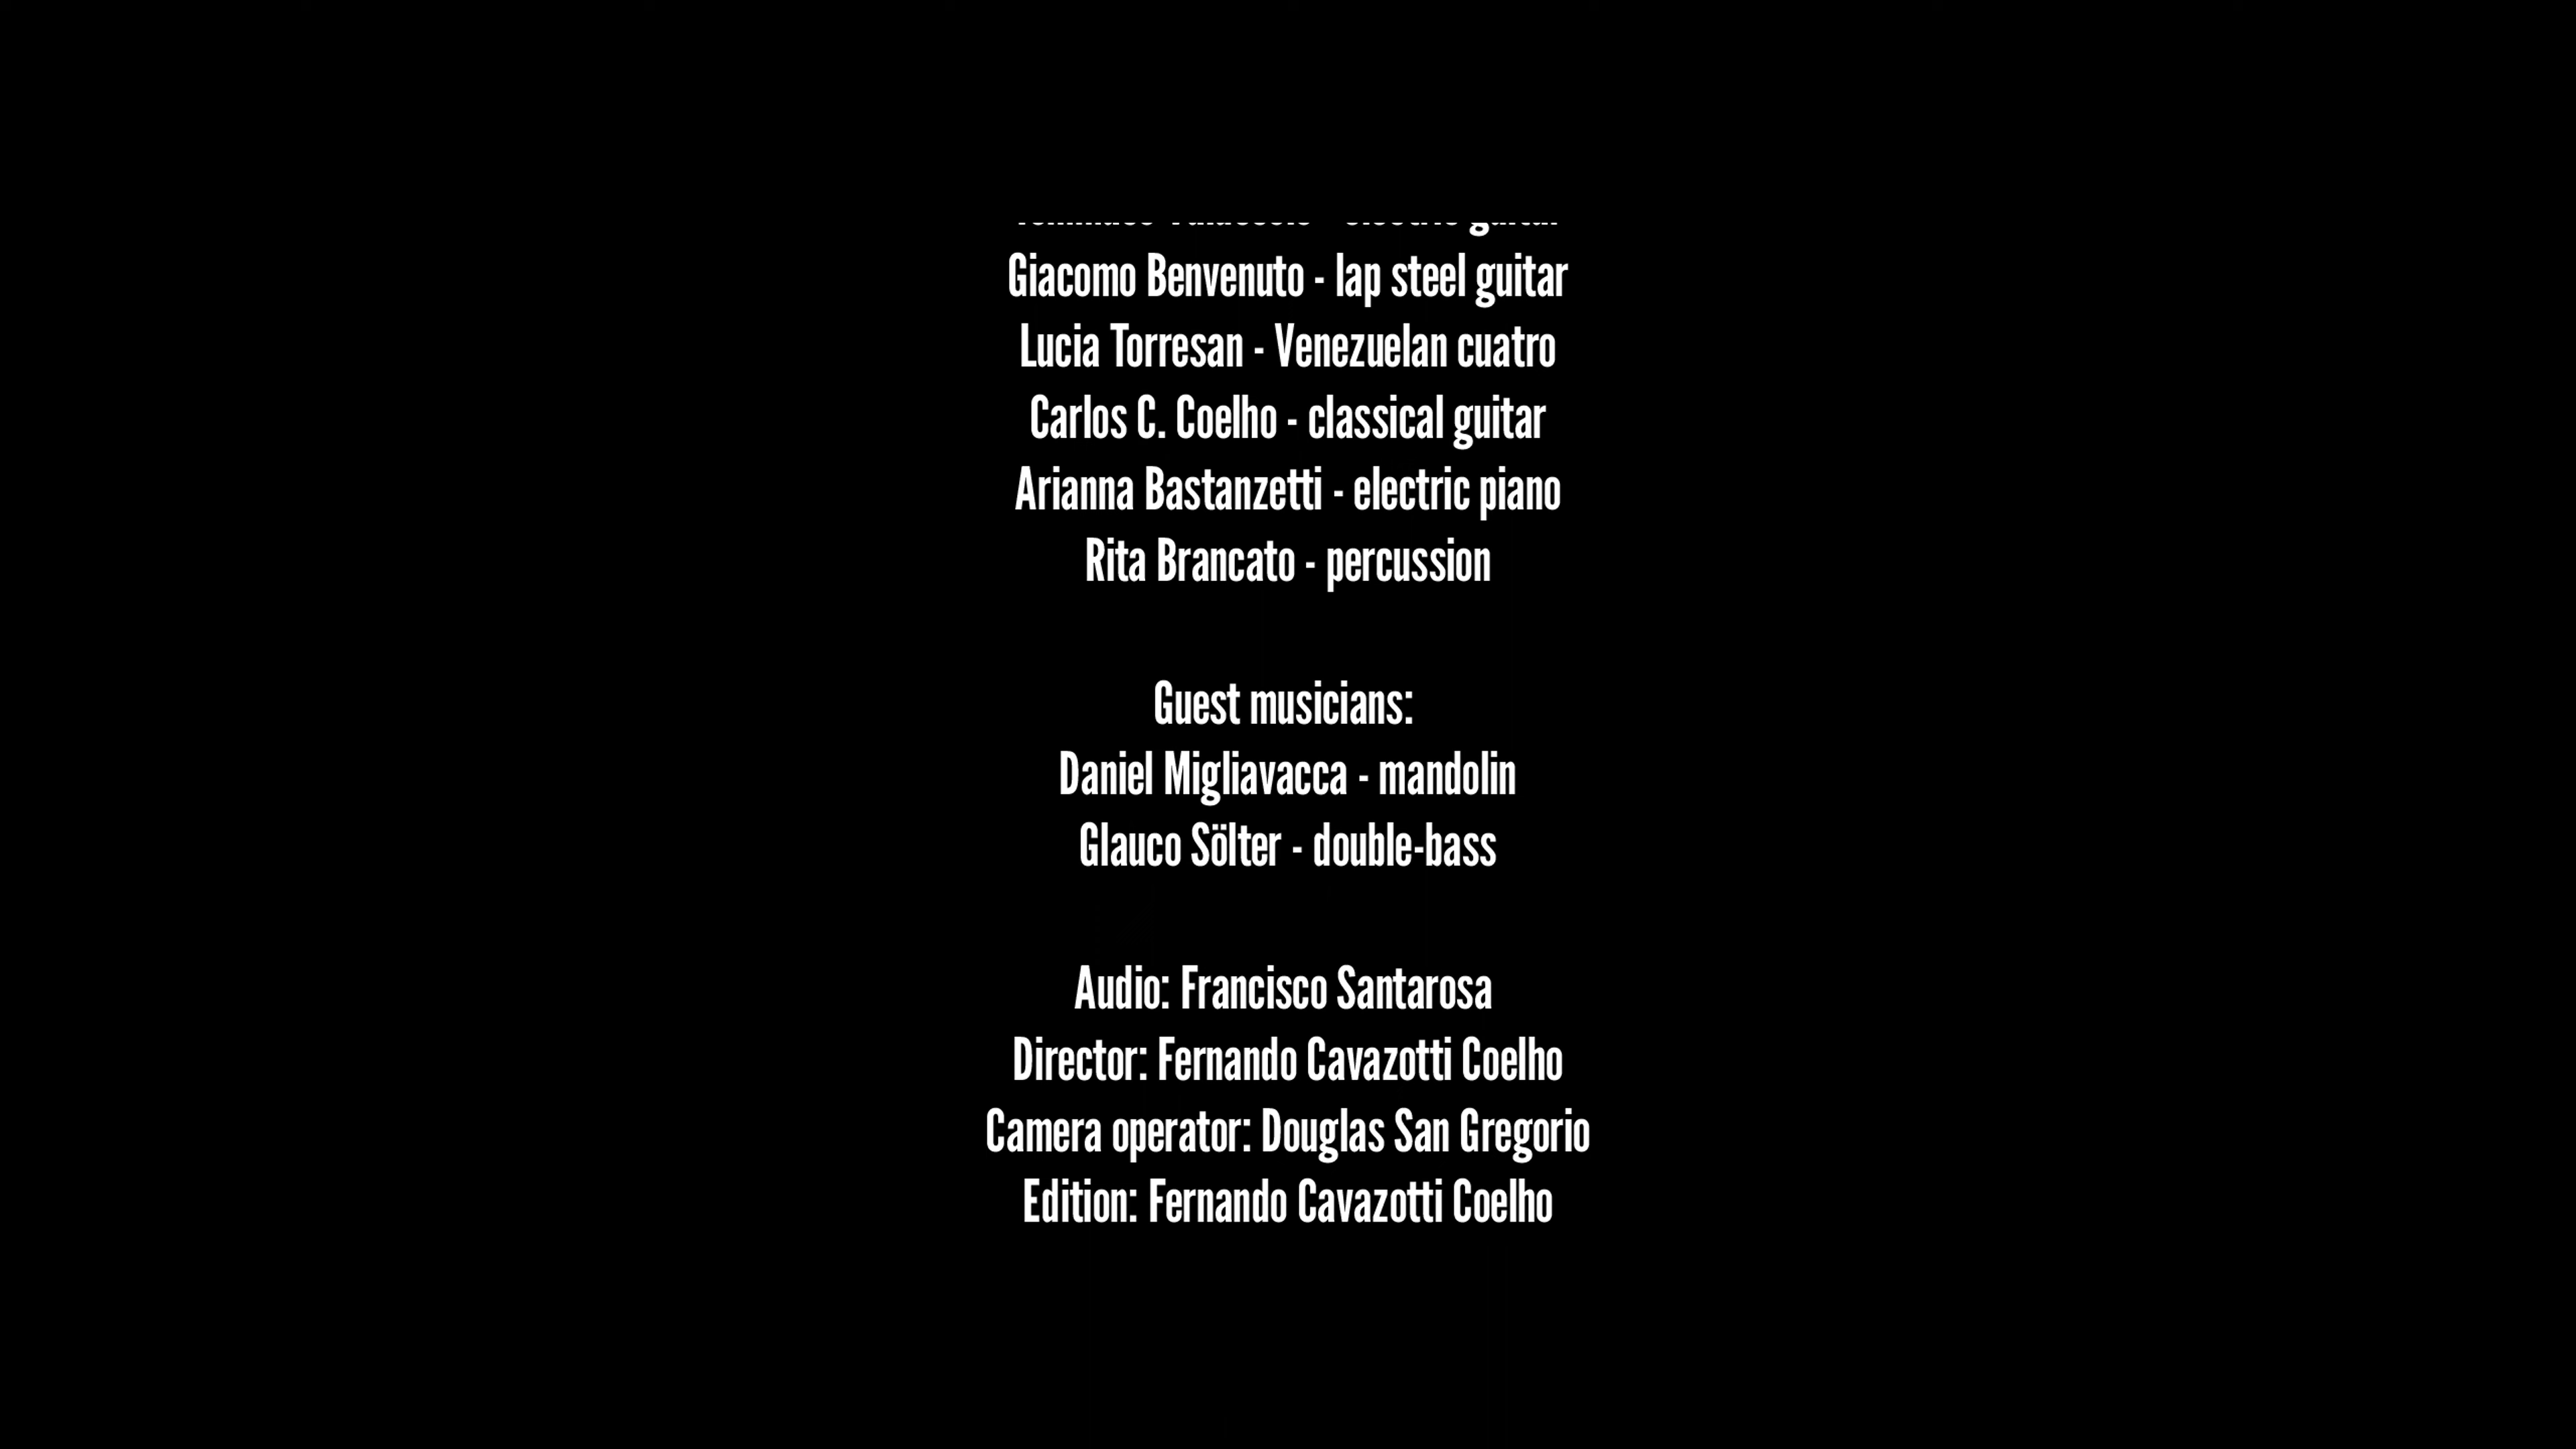 electric guitar
Giacomo Benvenuto - lap steel guitar
Lucia Torresan - Venezuelan cuatro
Carlos C. Coelho - classical guitar
Arianna Bastanzetti - electric piano
Rita Brancato - percussion
Guest musicians:
Daniel Migliavacca - mandolin
Glauco Sölter - double-bass
Audio: Francisco Santarosa
Director: Fernando Cavazotti Coelho
Camera operator: Douglas San Gregorio
Edition: Fernando Cavazotti Coelho